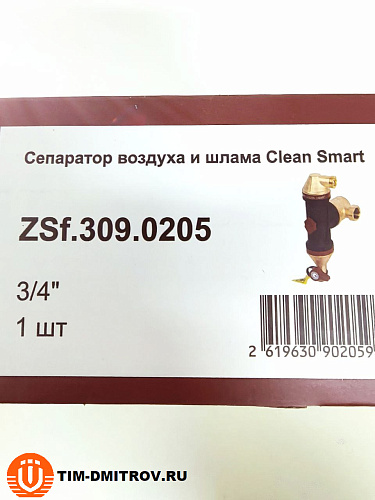 Сепаратор воздуха и шлама Clean Smart
ZSf.309.0205
3/4"
1 шт
2 619630 902059
TIM-DMITROV.RU